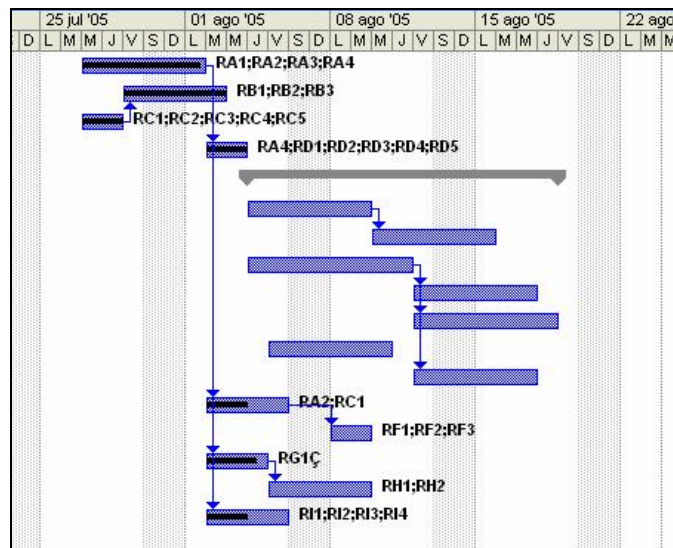 25 jul '05 01 ago '05 08 ago '05 15 ago '05 22 ago
D L M M J V S D L M M J V S D L M M J V S D L M M J V S D L M M
RA1;RA2;RA3;RA4
RB1;RB2;RB3
RC1;RC2;RC3;RC4;RC5
RA4;RD1;RD2;RD3;RD4;RD5
RA2;RC1
RF1;RF2;RF3
RG1Ç
RH1;RH2
RI1;RI2;RI3;RI4